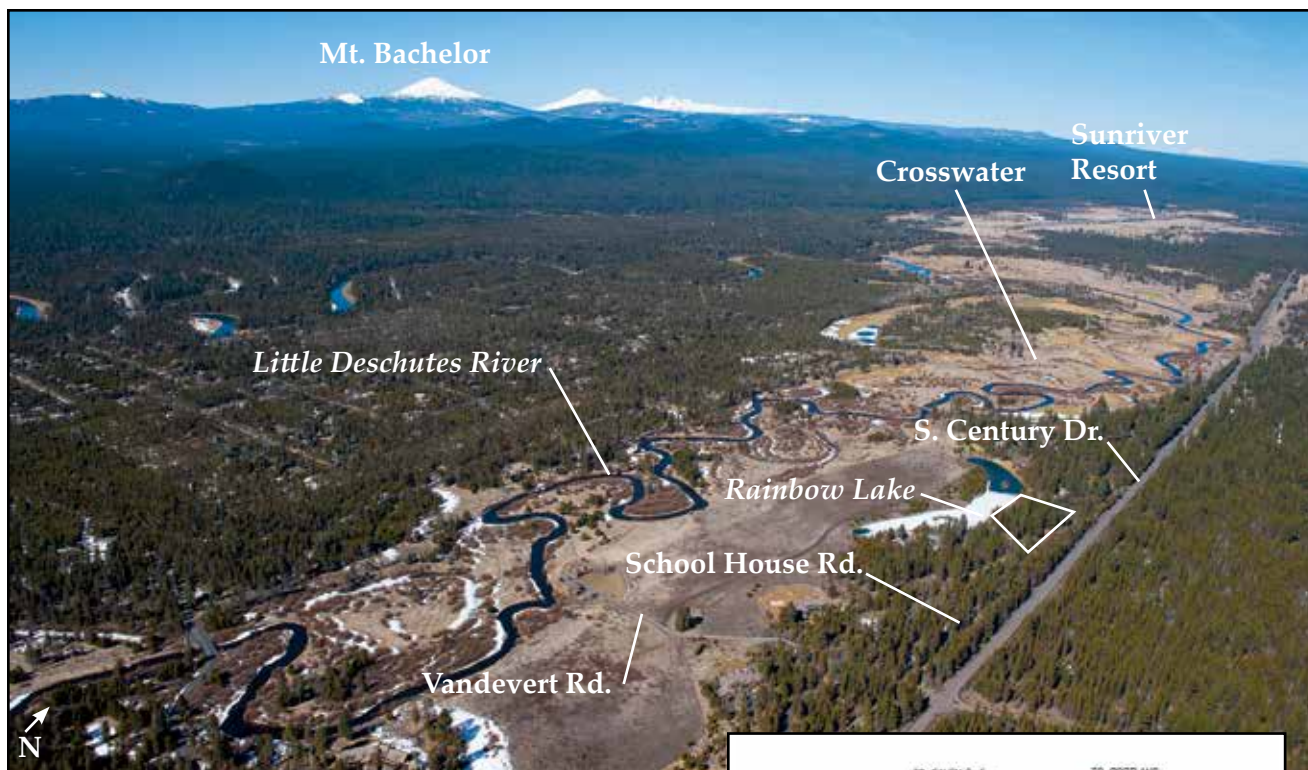 Mt. Bachelor
Sunriver
Resort
Crosswater
Little Deschutes River
S. Century Dr.
Rainbow Lake
School House Rd.
Vandevert Rd.
N